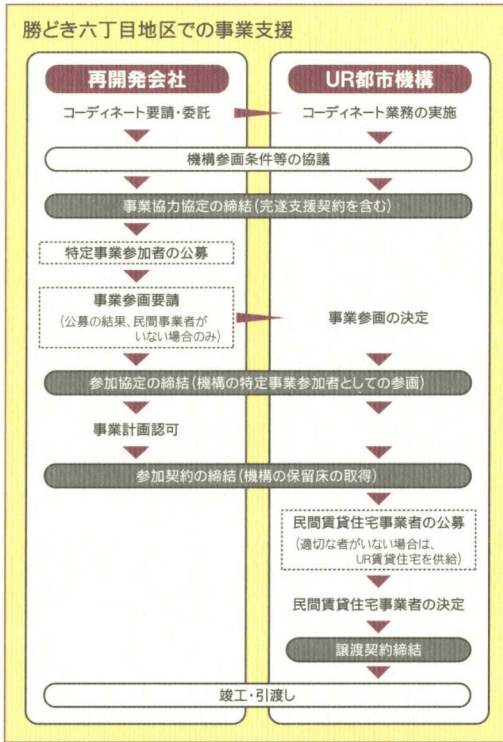 勝どき六丁目地区での事業支援
再開発会社
UR都市機構
コーディネート要請・委託
コーディネート業務の実施
機構参画条件等の協議
事業協力協定の締結(完遂支援契約を含む)
特定事業参加者の公募
事業参画要請
(公募の結果、民間事業者が
いない場合のみ)
事業参画の決定
参加協定の締結(機構の特定事業参加者としての参画)
事業計画認可
参加契約の締結(機構の保留床の取得)
民間賃貸住宅事業者の公募
(適切な者がいない場合は、
UR賃貸住宅を供給)
民間賃貸住宅事業者の決定
譲渡契約締結
竣工・引渡し